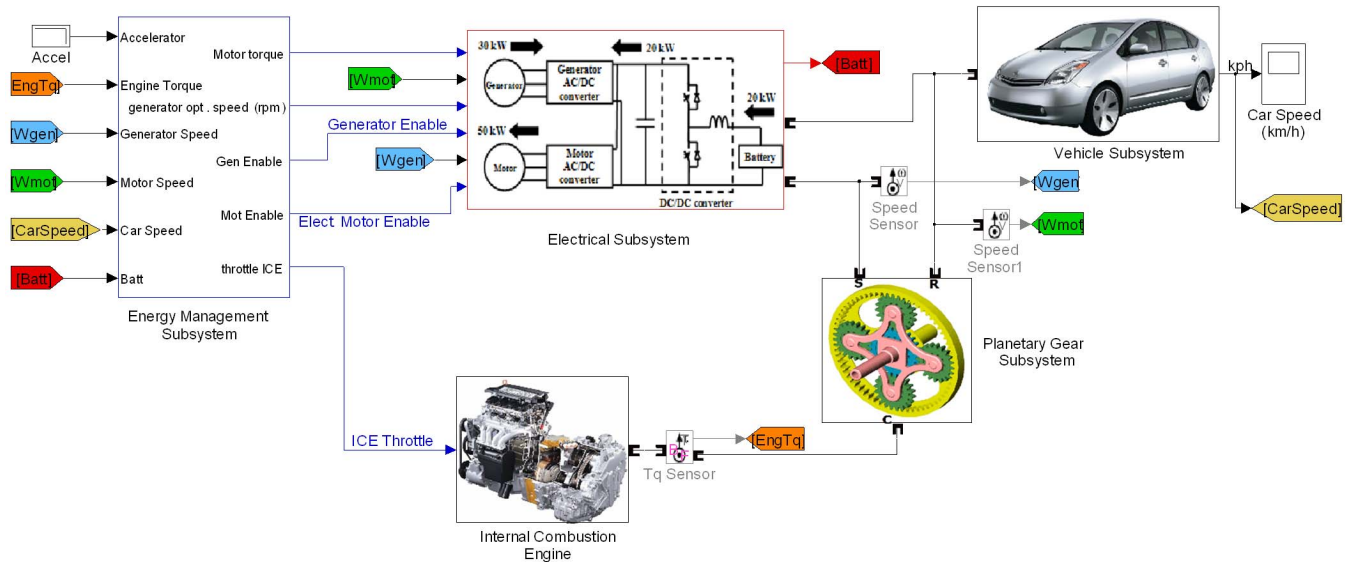 Accel
[EngTq]
[Wgen]
[Wmot]
[CarSpeed]
[Batt]
Accelerator
Engine Torque
Generator Speed
Motor Speed
Car Speed
Batt
Motor torque
generator opt . speed (rpm)
Gen Enable
Mot Enable
throttle ICE
Energy Management
Subsystem
Generator Enable
Elect. Motor Enable
ICE Throttle
[Wmot]
[Wgen]
30 kW
20 kW
Generator
Generator
AC/DC
converter
20 kW
50 kW
Motor
Motor
AC/DC
converter
Battery
DC/DC converter
Electrical Subsystem
[Batt]
Vehicle Subsystem
kph
Car Speed
(km/h)
[CarSpeed]
Speed
Sensor
[Wgen]
Speed
Sensor1
[Wmot]
S
R
C
Planetary Gear
Subsystem
Tq Sensor
[EngTq]
Internal Combustion
Engine